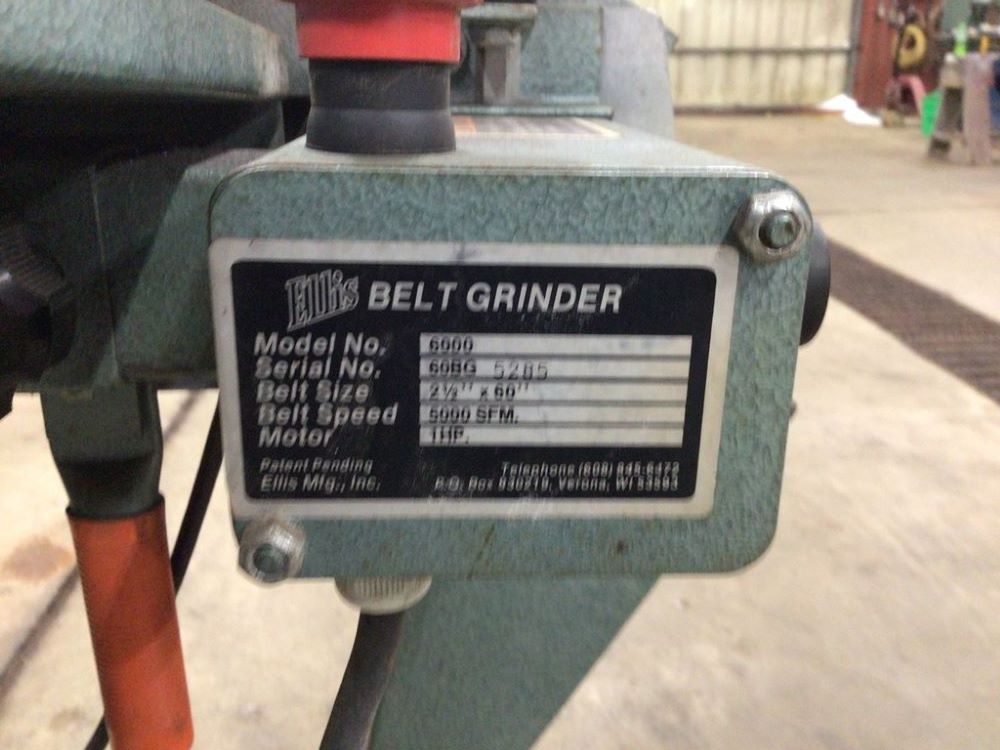 Ellis BELT GRINDER
Model No. 6000
Serial No. 60BG 5285
Belt Size 2½" x 60"
Belt Speed 5000 SFM.
Motor 1HP.
Patent Pending Telephone (608) 845-6472
Ellis Mfg., Inc. P.O. Box 930219, Verona, WI 53593